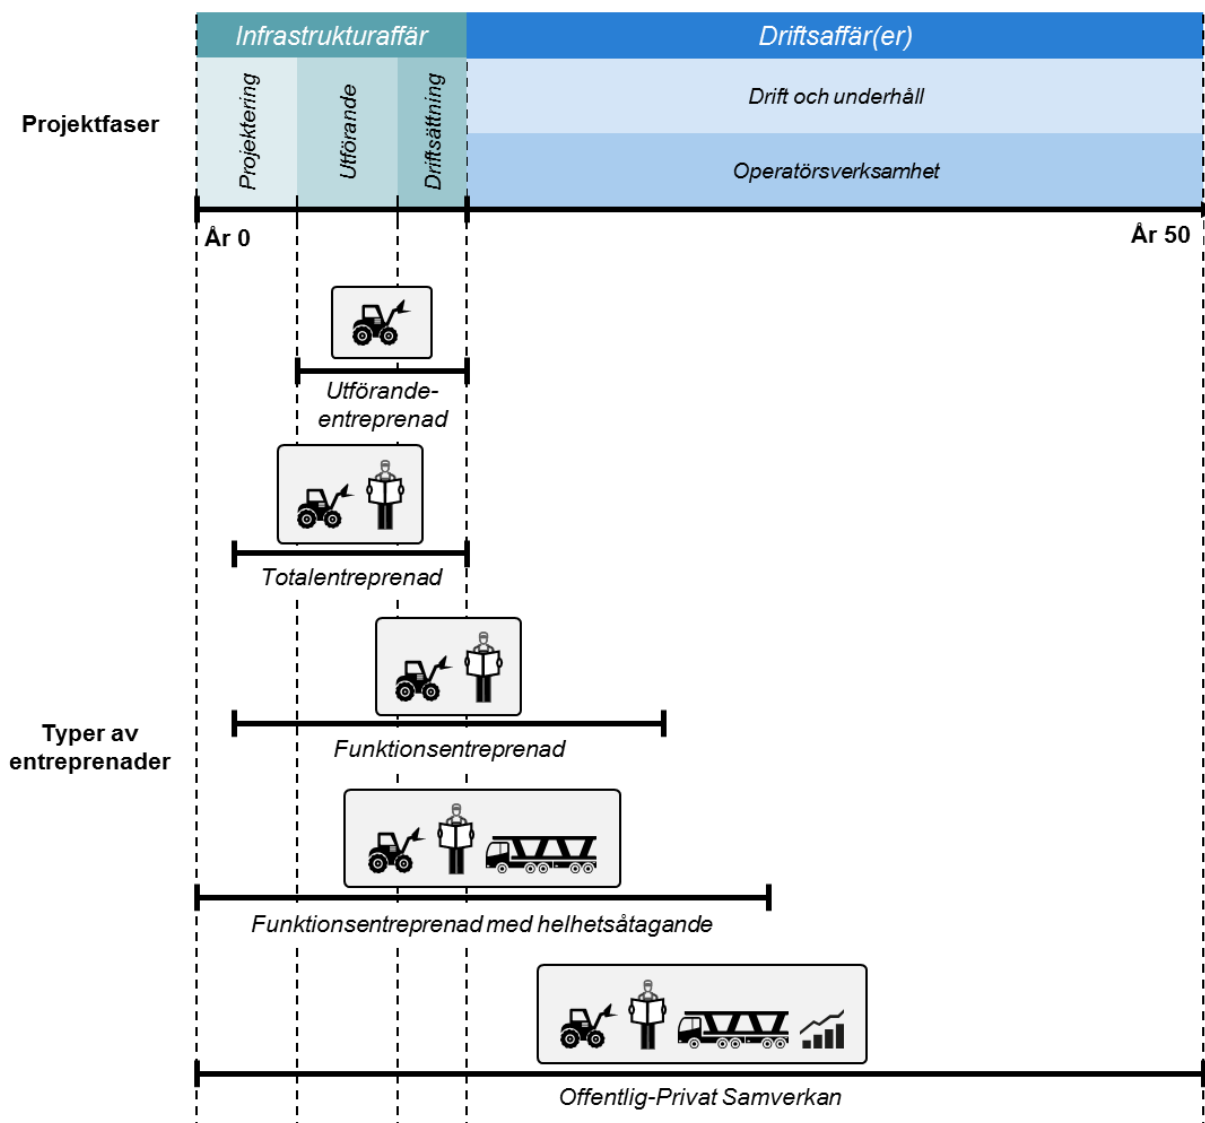 Infrastrukturaffär
Driftsaffär(er)
Projektfaser
Projektering
Utförande
Driftsättning
Drift och underhåll
Operatörsverksamhet
År 0
År 50
Utförande-
entreprenad
Totalentreprenad
Funktionsentreprenad
Typer av
entreprenader
Funktionsentreprenad med helhetsåtagande
Offentlig-Privat Samverkan